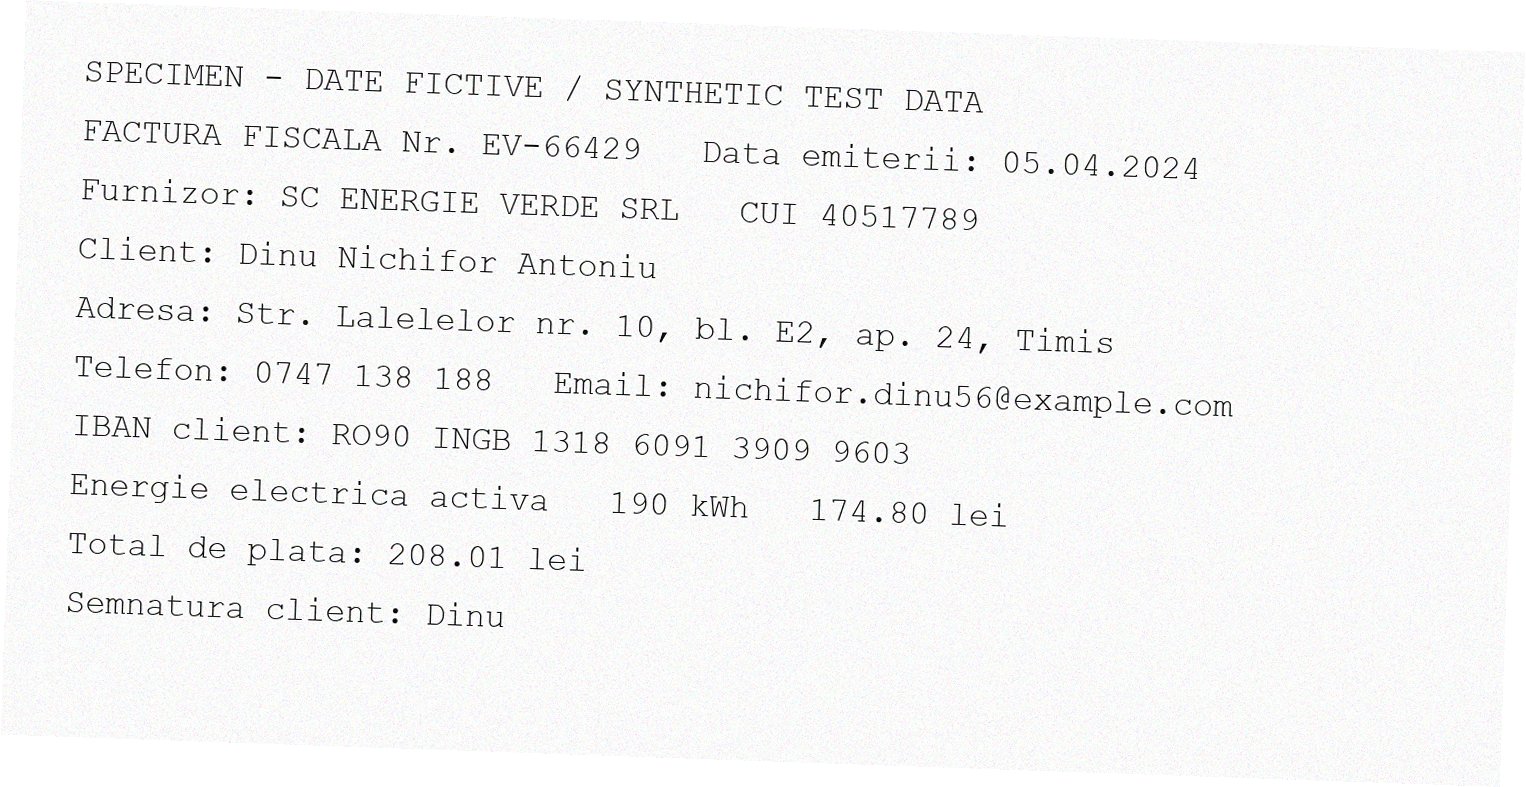 SPECIMEN - DATE FICTIVE / SYNTHETIC TEST DATA
FACTURA FISCALA Nr. EV-66429   Data emiterii: 05.04.2024
Furnizor: SC ENERGIE VERDE SRL   CUI 40517789
Client: Dinu Nichifor Antoniu
Adresa: Str. Lalelelor nr. 10, bl. E2, ap. 24, Timis
Telefon: 0747 138 188   Email: nichifor.dinu56@example.com
IBAN client: RO90 INGB 1318 6091 3909 9603
Energie electrica activa   190 kWh   174.80 lei
Total de plata: 208.01 lei
Semnatura client: Dinu